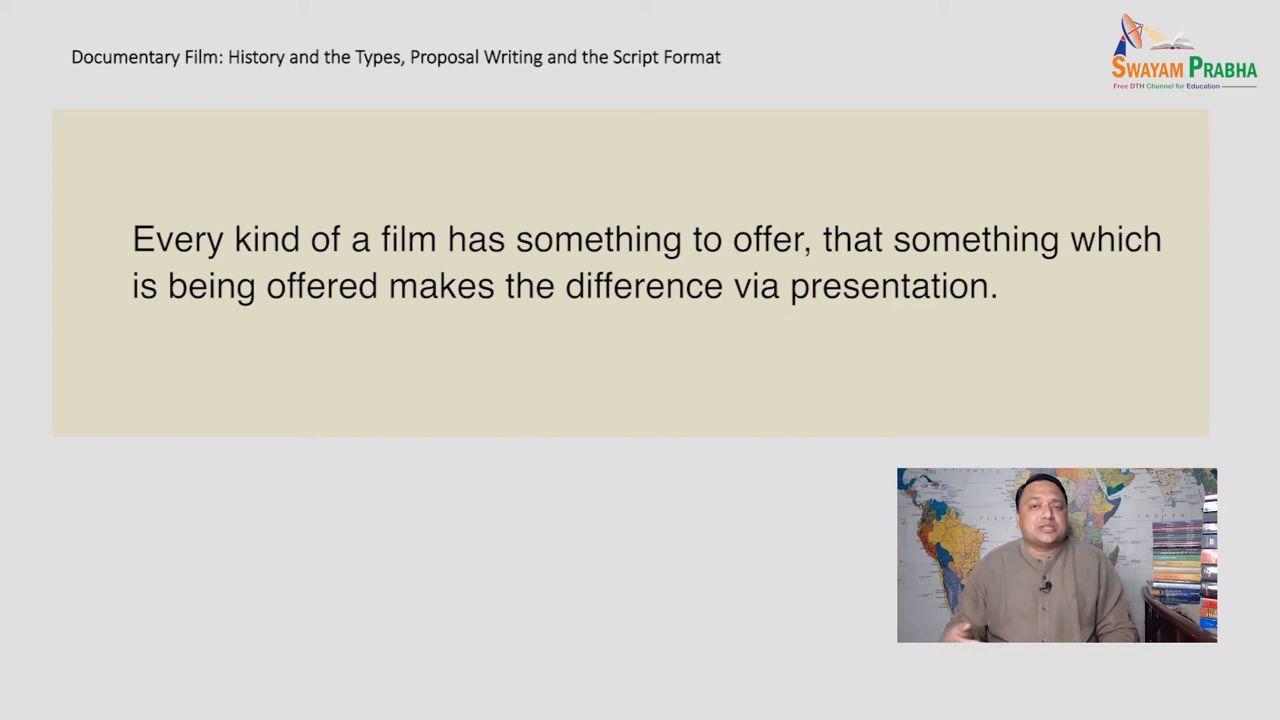 Documentary Film: History and the Types, Proposal Writing and the Script Format
SWAYAM PRABHA
Free DTH Channel for Education
Every kind of a film has something to offer, that something which
is being offered makes the difference via presentation.